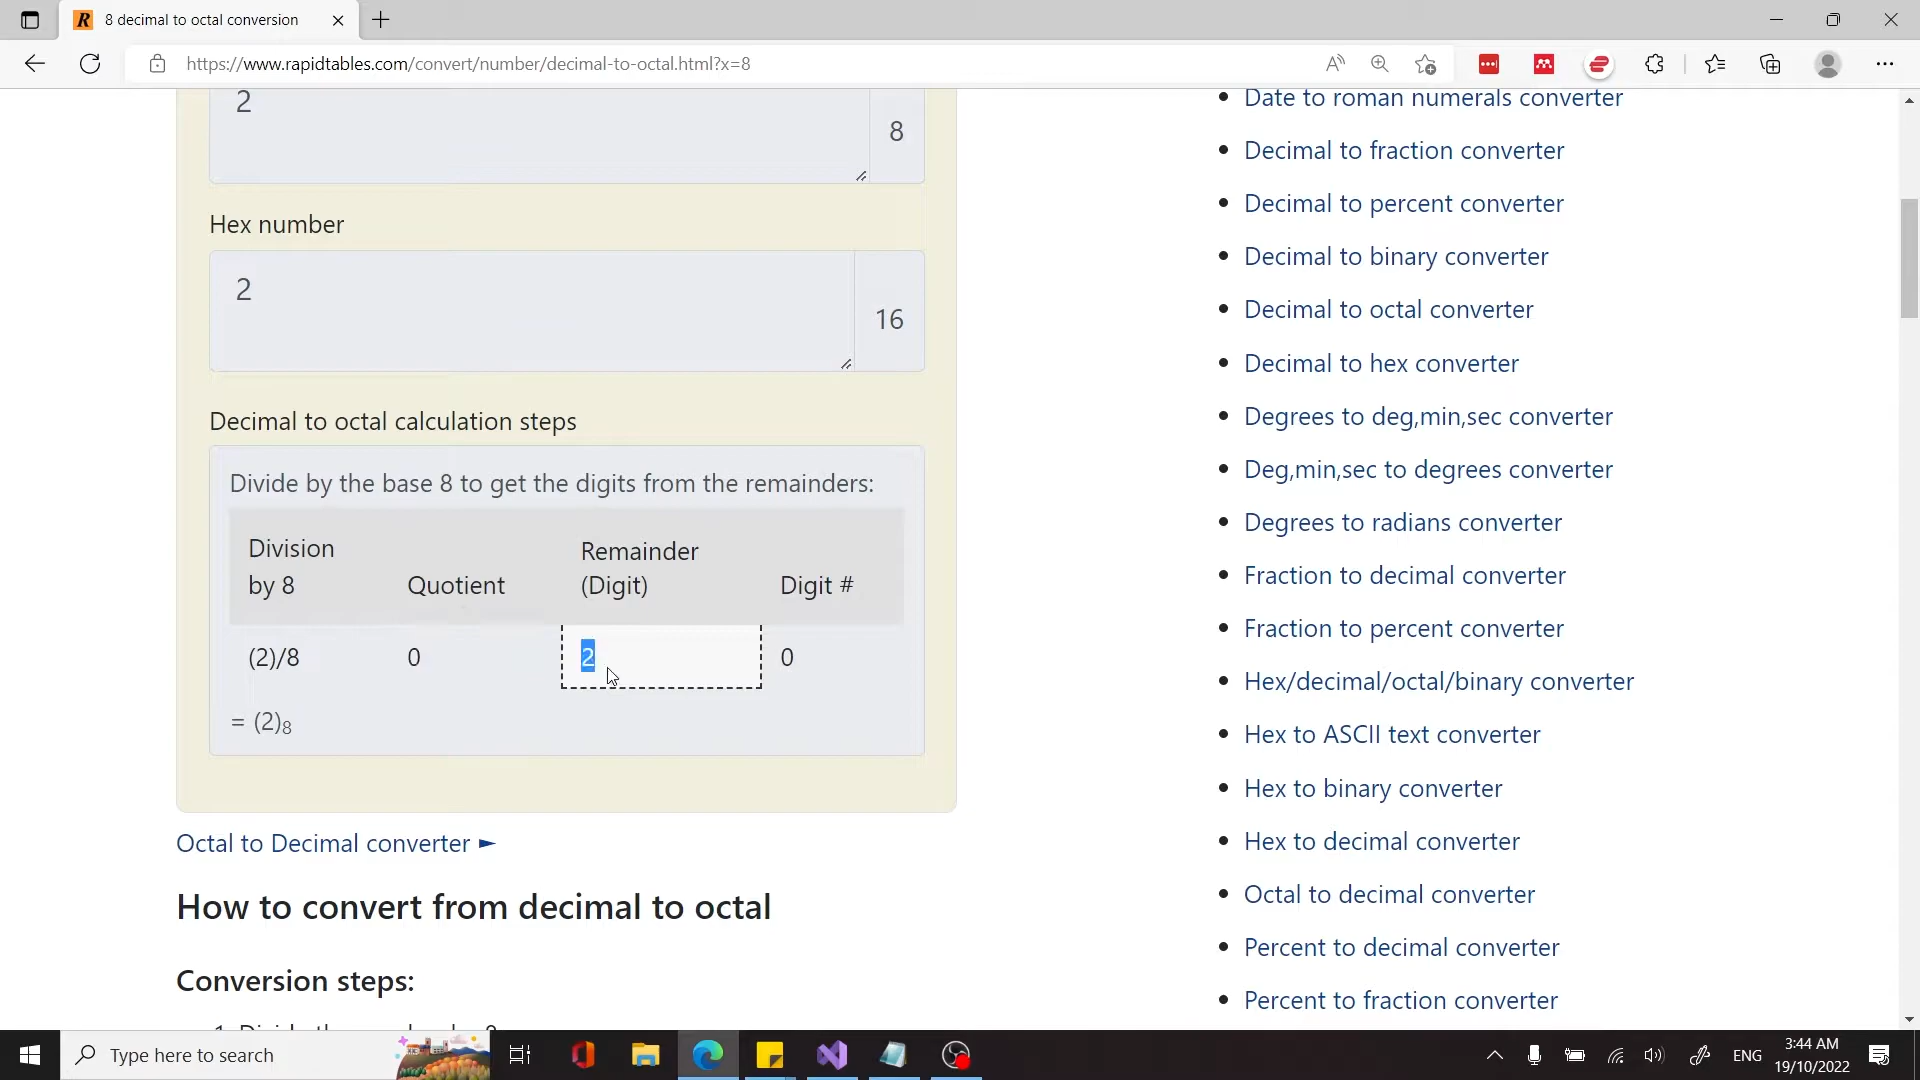 8 decimal to octal conversion
https://www.rapidtables.com/convert/number/decimal-to-octal.html?x=8
2
8
Hex number
2
16
Decimal to octal calculation steps
Divide by the base 8 to get the digits from the remainders:
Division by 8
Quotient
Remainder (Digit)
Digit #
(2)/8
0
2
0
= (2)8
Octal to Decimal converter ►
How to convert from decimal to octal
Conversion steps:
Date to roman numerals converter
Decimal to fraction converter
Decimal to percent converter
Decimal to binary converter
Decimal to octal converter
Decimal to hex converter
Degrees to deg,min,sec converter
Deg,min,sec to degrees converter
Degrees to radians converter
Fraction to decimal converter
Fraction to percent converter
Hex/decimal/octal/binary converter
Hex to ASCII text converter
Hex to binary converter
Hex to decimal converter
Octal to decimal converter
Percent to decimal converter
Percent to fraction converter
Type here to search
ENG
3:44 AM
19/10/2022